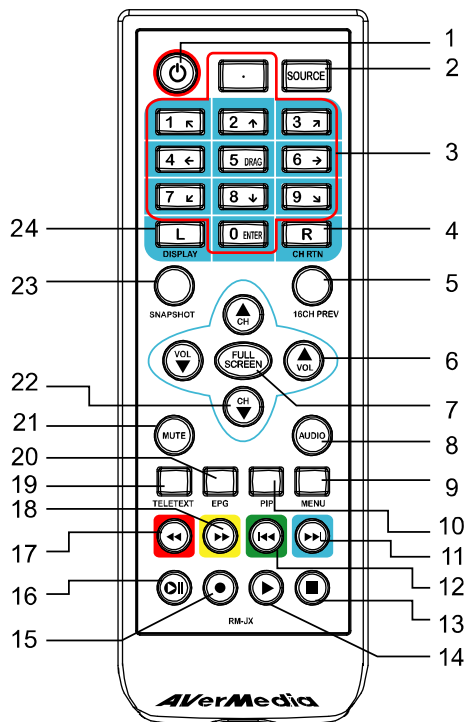 1
2
.
SOURCE
1 ↖ 2 ↑ 3 ↗
3
4 ← 5 DRAG 6 →
7 ↙ 8 ↓ 9 ↘
24
L 0 ENTER R
4
DISPLAY CH RTN
23
5
SNAPSHOT 16CH PREV
CH
VOL FULL SCREEN VOL
6
22
CH
7
21
MUTE AUDIO
8
20
19
9
TELETEXT EPG PIP MENU
18
10
17
11
12
16
13
15
14
RM-JX
AVerMedia